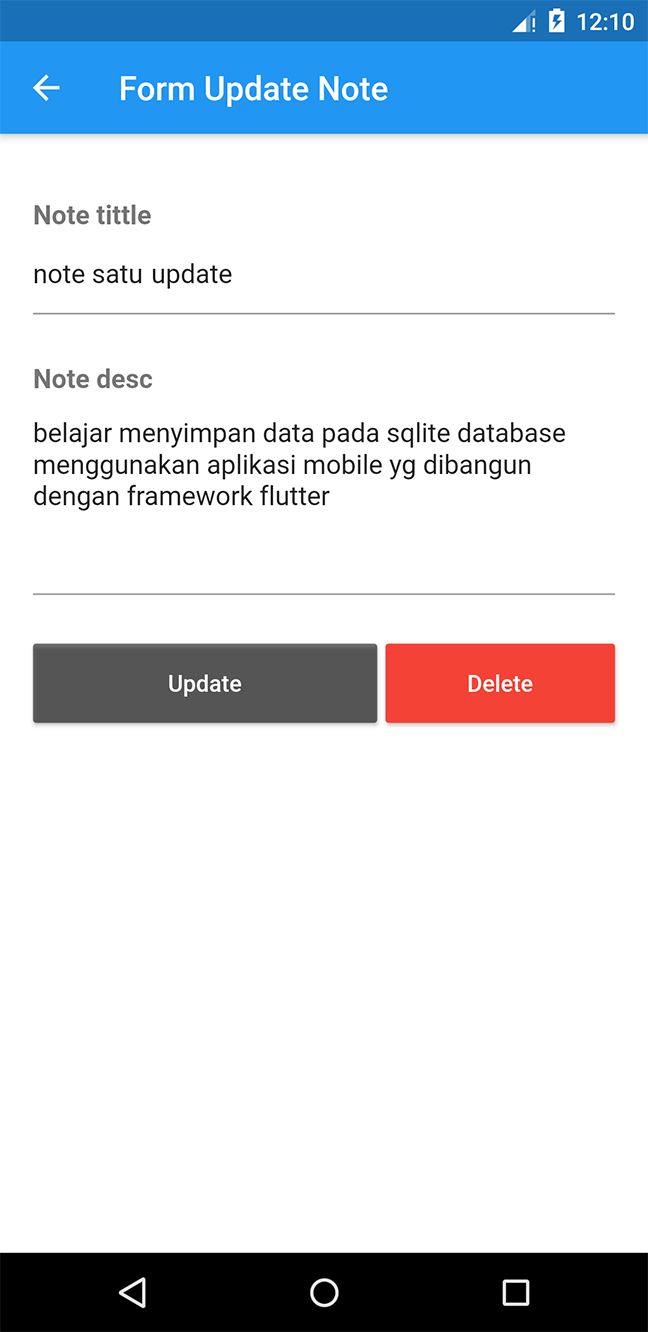 12:10
Form Update Note
Note tittle
note satu update
Note desc
belajar menyimpan data pada sqlite database
menggunakan aplikasi mobile yg dibangun
dengan framework flutter
Update
Delete